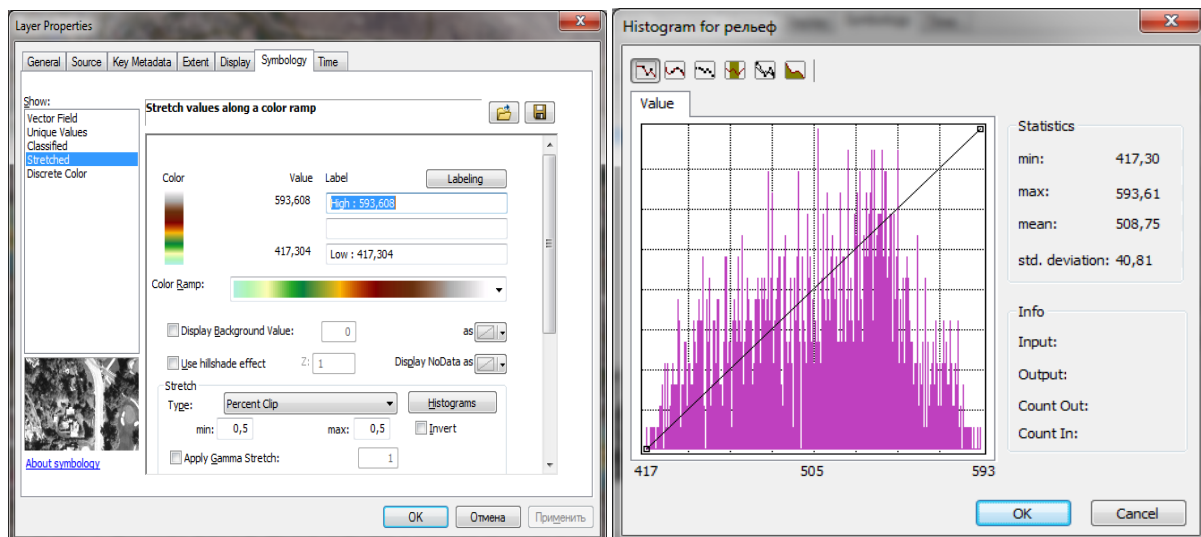 Layer Properties
General Source Key Metadata Extent Display Symbology Time
Show:
Vector Field
Unique Values
Classified
Stretched
Discrete Color
About symbology
Stretch values along a color ramp
Color Value Label Labeling
593,608 High : 593,608
417,304 Low : 417,304
Color Ramp:
Display Background Value: 0 as
Use hillshade effect Z: 1 Display NoData as
Stretch
Type: Percent Clip Histograms
min: 0,5 max: 0,5 Invert
Apply Gamma Stretch: 1
OK Отмена Применить
Histogram for рельеф
Value
417 505 593
Statistics
min: 417,30
max: 593,61
mean: 508,75
std. deviation: 40,81
Info
Input:
Output:
Count Out:
Count In:
OK Cancel